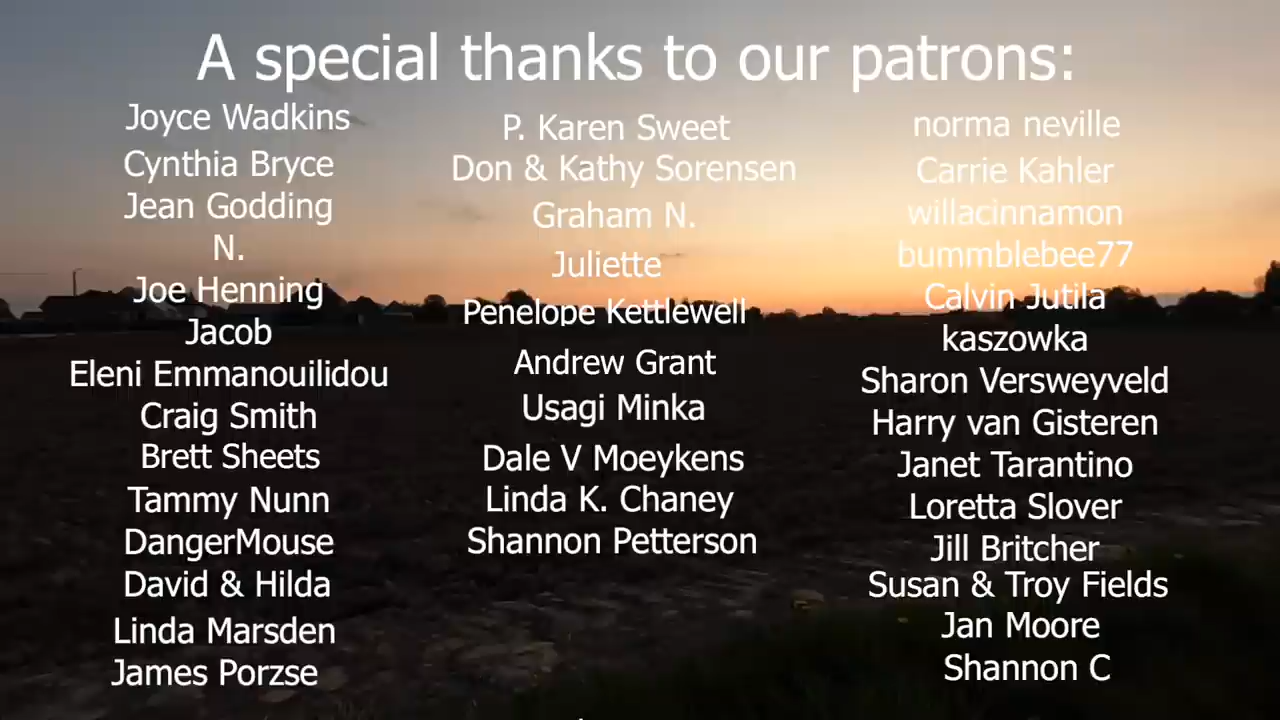 A special thanks to our patrons:
Joyce Wadkins
Cynthia Bryce
Jean Godding
N.
Joe Henning
Jacob
Eleni Emmanouilidou
Craig Smith
Brett Sheets
Tammy Nunn
DangerMouse
David & Hilda
Linda Marsden
James Porzse
P. Karen Sweet
Don & Kathy Sorensen
Graham N.
Juliette
Penelope Kettlewell
Andrew Grant
Usagi Minka
Dale V Moeykens
Linda K. Chaney
Shannon Petterson
norma neville
Carrie Kahler
willacinnamon
bummblebee77
Calvin Jutila
kaszowka
Sharon Versweyveld
Harry van Gisteren
Janet Tarantino
Loretta Slover
Jill Britcher
Susan & Troy Fields
Jan Moore
Shannon C